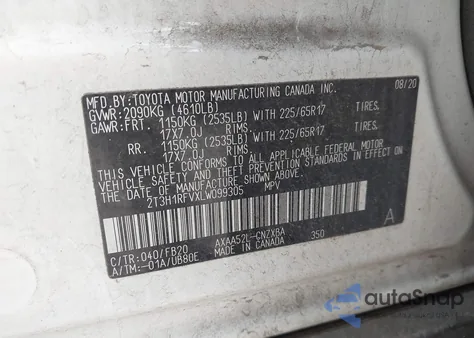 MFD.BY:TOYOTA MOTOR MANUFACTURING CANADA INC. 08/20
GVWR:2090KG (4610LB)
GAWR:FRT. 1150KG (2535LB) WITH 225/65R17 TIRES.
17X7.0J RIMS.
RR. 1150KG (2535LB) WITH 225/65R17 TIRES.
17X7.0J RIMS.
THIS VEHICLE CONFORMS TO ALL APPLICABLE FEDERAL MOTOR
VEHICLE SAFETY AND THEFT PREVENTION STANDARDS IN EFFECT ON
THE DATE OF MANUFACTURE SHOWN ABOVE.
2T3H1RFVXLW099305 MPV
C/TR:040/FB20 AXAA52L-CNZXBA 350 A
A/TM:-01A/UB80E MADE IN CANADA
autoSnap